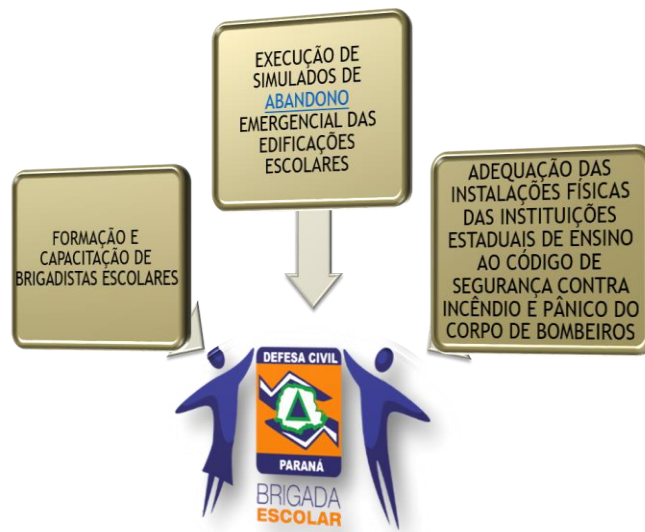 EXECUÇÃO DE
SIMULADOS DE
ABANDONO
EMERGENCIAL DAS
EDIFICAÇÕES
ESCOLARES
FORMAÇÃO E
CAPACITAÇÃO DE
BRIGADISTAS ESCOLARES
ADEQUAÇÃO DAS
INSTALAÇÕES FÍSICAS
DAS INSTITUIÇÕES
ESTADUAIS DE ENSINO
AO CÓDIGO DE
SEGURANÇA CONTRA
INCÊNDIO E PÂNICO DO
CORPO DE BOMBEIROS
DEFESA CIVIL
PARANÁ
BRIGADA
ESCOLAR